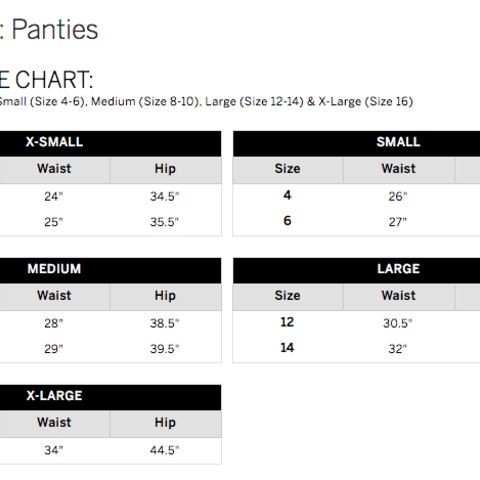 : Panties
E CHART:
Small (Size 4-6), Medium (Size 8-10), Large (Size 12-14) & X-Large (Size 16)
X-SMALL
Waist Hip
24" 34.5"
25" 35.5"
SMALL
Size Waist
4 26"
6 27"
MEDIUM
Waist Hip
28" 38.5"
29" 39.5"
LARGE
Size Waist
12 30.5"
14 32"
X-LARGE
Waist Hip
34" 44.5"